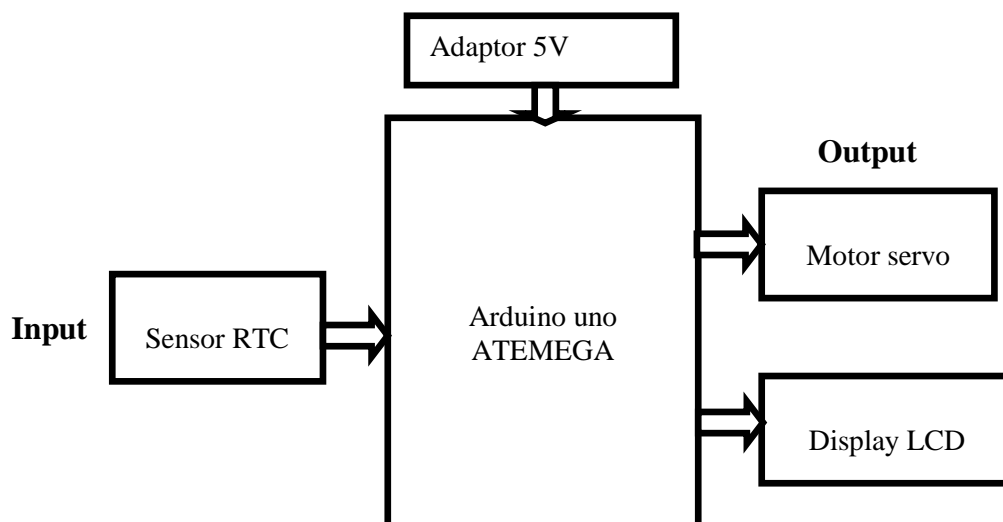 Adaptor 5V
Output
Motor servo
Input
Sensor RTC
Arduino uno
ATEMEGA
Display LCD